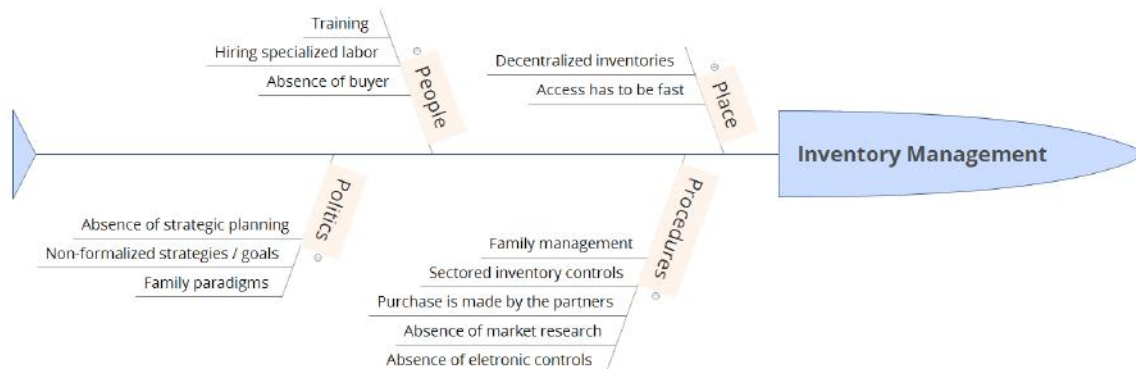 Training
Hiring specialized labor
Absence of buyer
People
Decentralized inventories
Access has to be fast
Place
Inventory Management
Politics
Absence of strategic planning
Non-formalized strategies / goals
Family paradigms
Procedures
Family management
Sectored inventory controls
Purchase is made by the partners
Absence of market research
Absence of eletronic controls